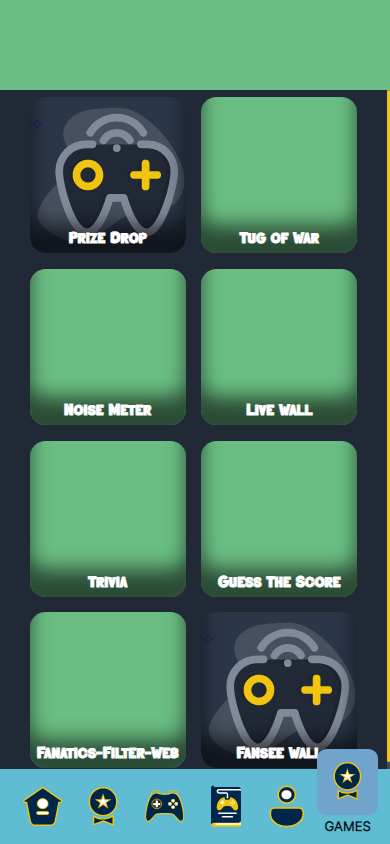 Prize Drop
Tug of War
Noise Meter
Live Wall
Trivia
Guess The Score
Fanatics-Filter-Web
Fansee Wall
GAMES